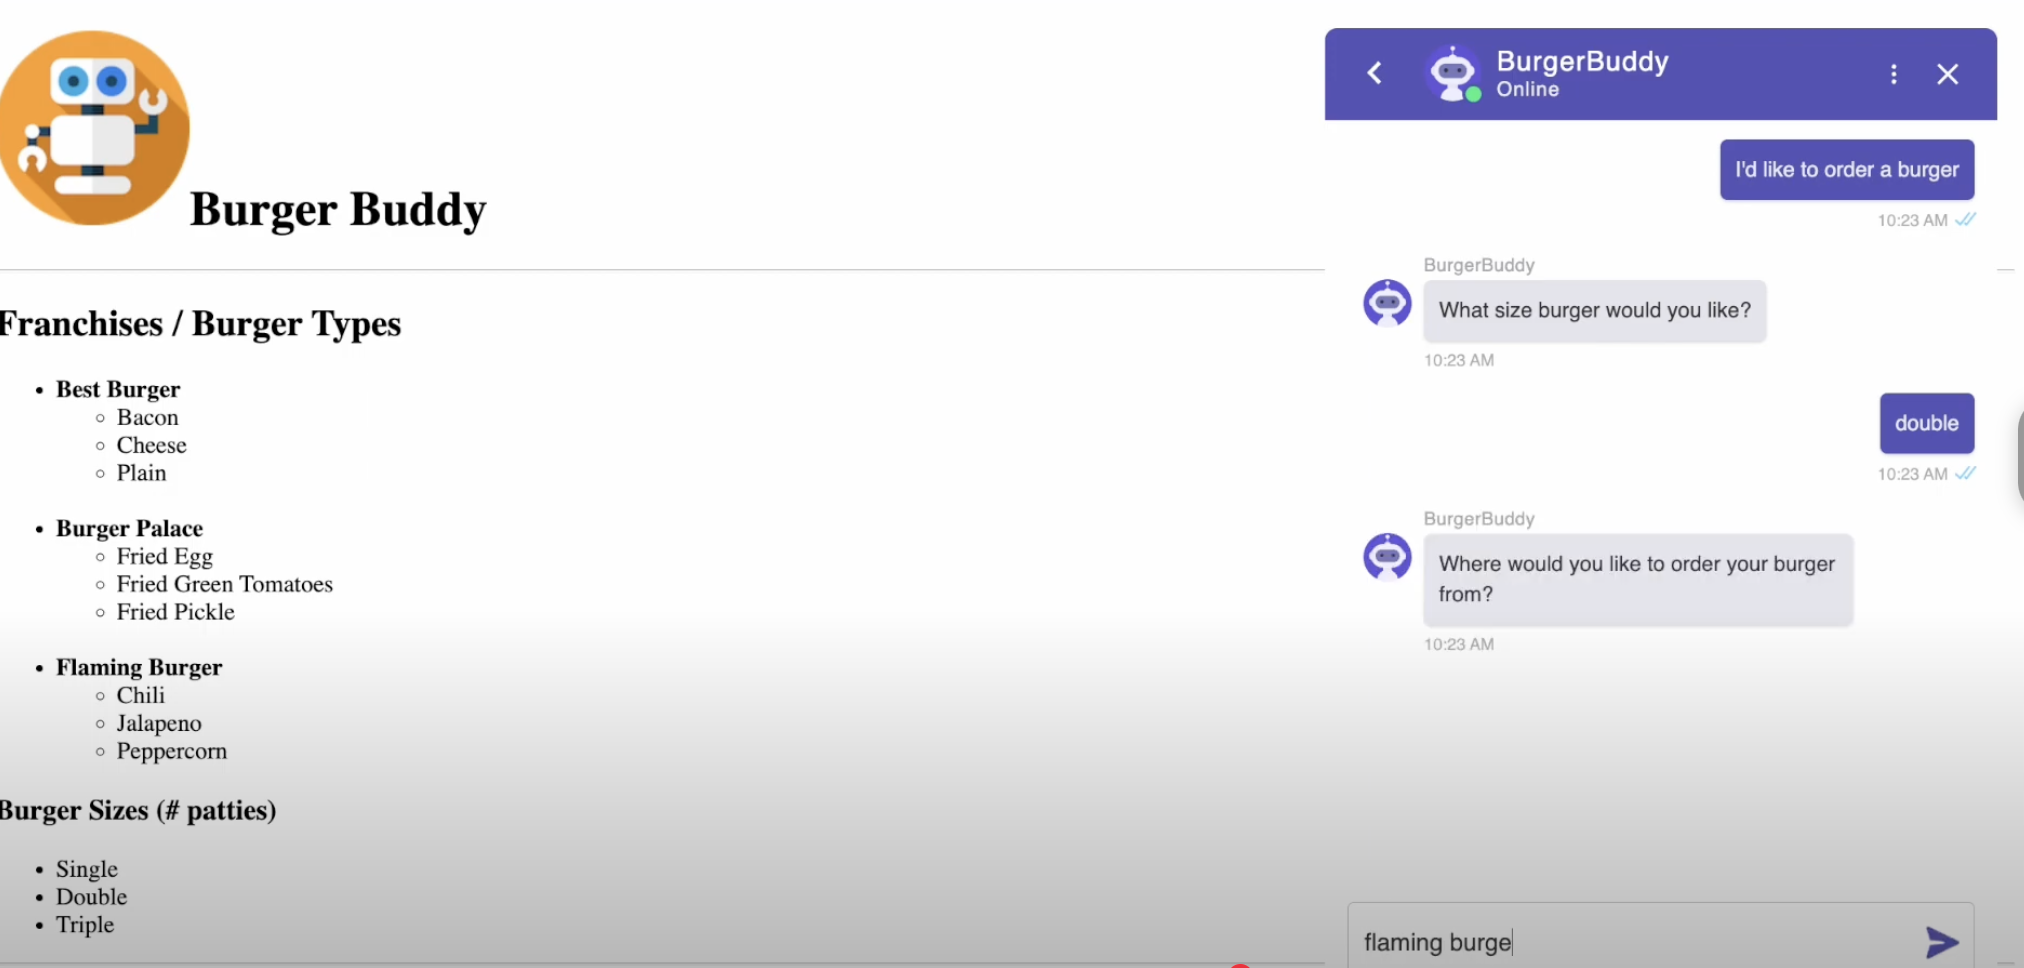 Burger Buddy
Franchises / Burger Types
Best Burger
Bacon
Cheese
Plain
Burger Palace
Fried Egg
Fried Green Tomatoes
Fried Pickle
Flaming Burger
Chili
Jalapeno
Peppercorn
Burger Sizes (# patties)
Single
Double
Triple
BurgerBuddy
Online
I'd like to order a burger
10:23 AM
BurgerBuddy
What size burger would you like?
10:23 AM
double
10:23 AM
BurgerBuddy
Where would you like to order your burger
from?
10:23 AM
flaming burge